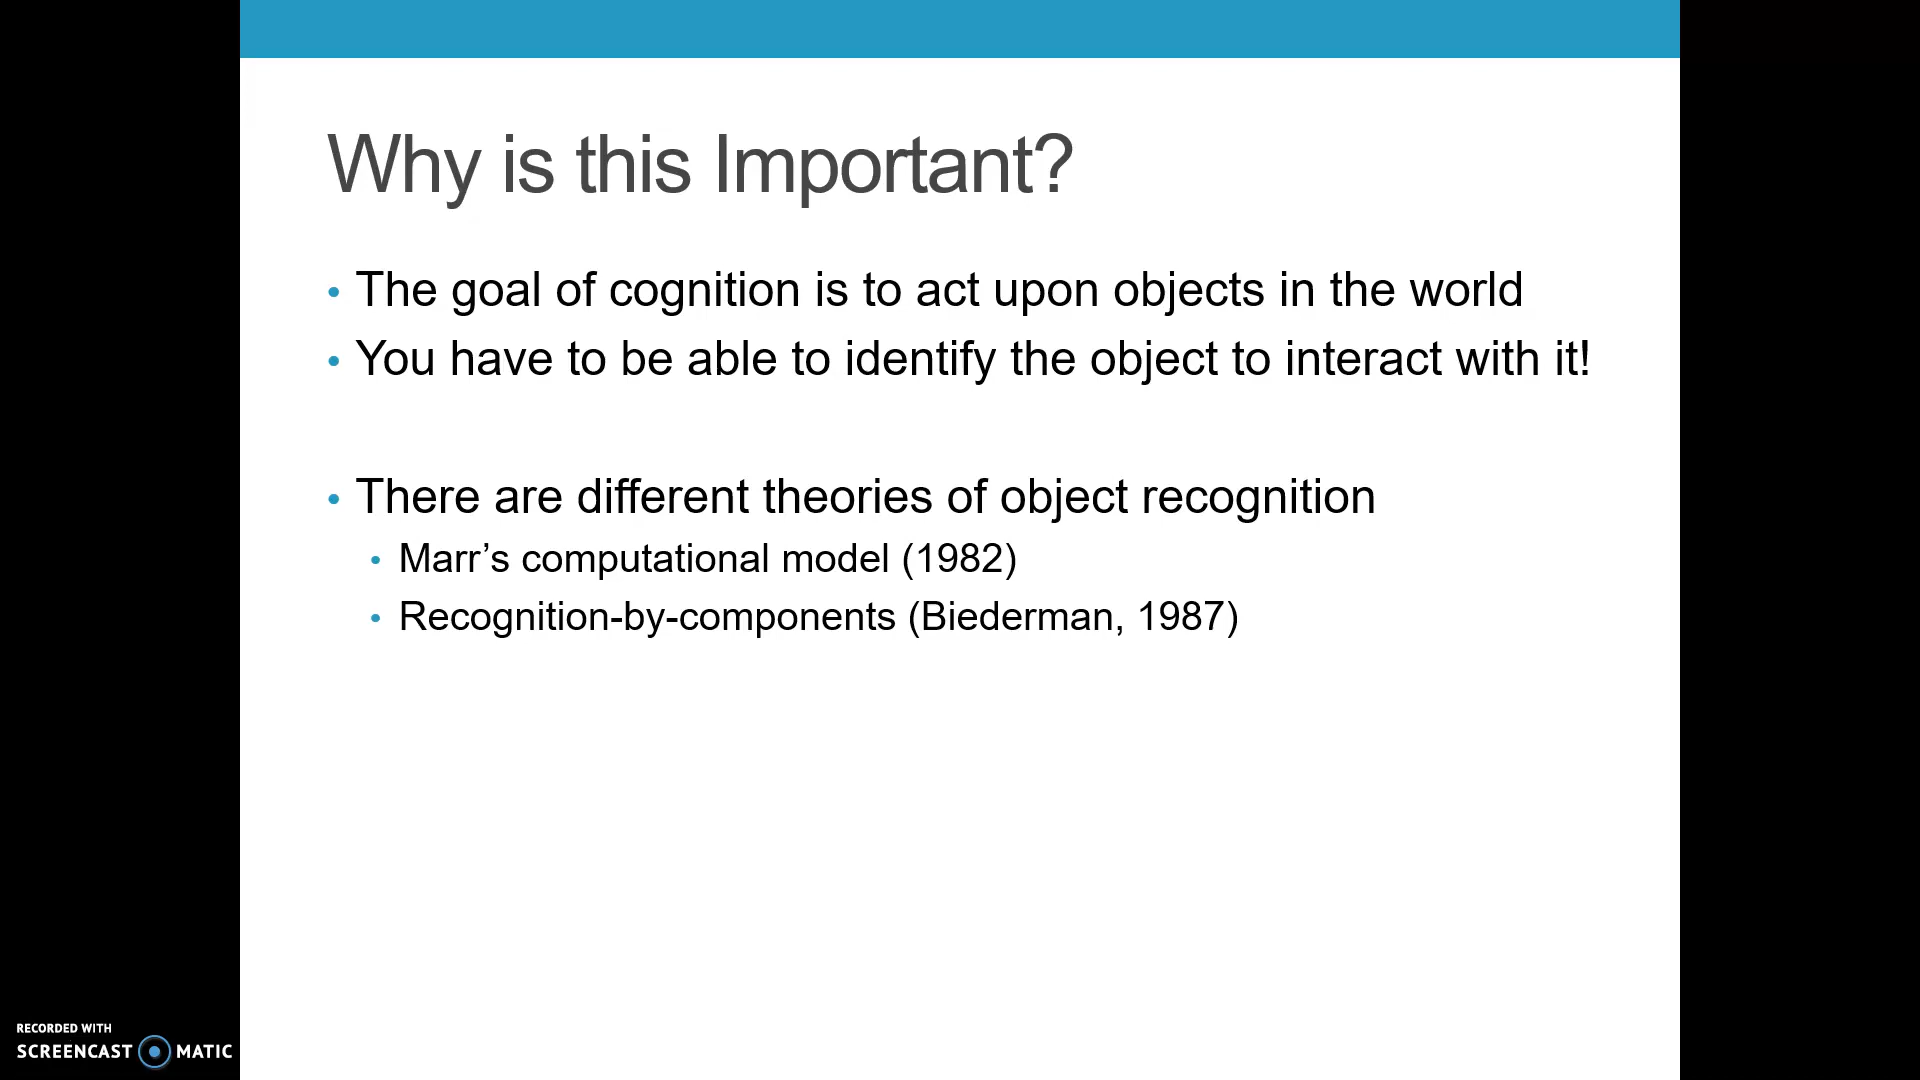 Why is this Important?
• The goal of cognition is to act upon objects in the world
• You have to be able to identify the object to interact with it!
• There are different theories of object recognition
• Marr’s computational model (1982)
• Recognition-by-components (Biederman, 1987)
RECORDED WITH
SCREENCAST MATIC